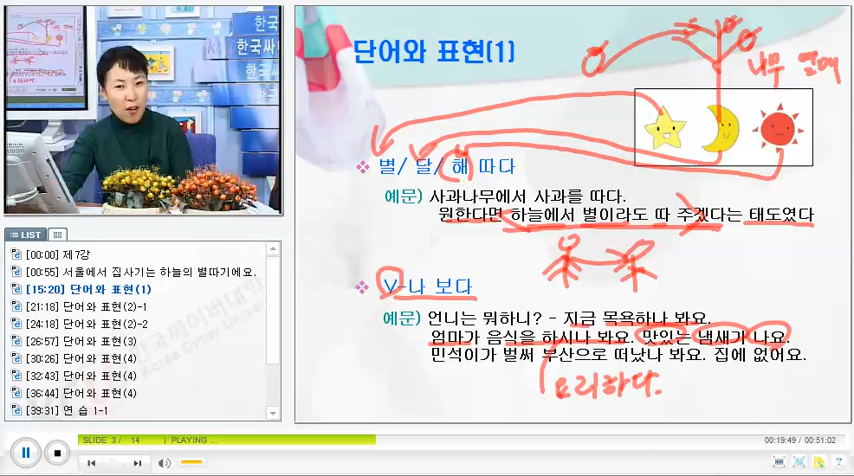 한국
한국싸이
단어와 표현(1)
나무 열매
별/ 달/ 해 따다
예문) 사과나무에서 사과를 따다.
원한다면 하늘에서 별이라도 따 주겠다는 태도였다
V-나 보다
예문) 언니는 뭐하니? - 지금 목욕하나 봐요.
엄마가 음식을 하시나 봐요. 맛있는 냄새가 나요.
민석이가 벌써 부산으로 떠났나 봐요. 집에 없어요.
요리하다.
LIST
[00:00] 제 7강
[00:55] 서울에서 집사기는 하늘의 별따기에요.
[15:20] 단어와 표현(1)
[21:18] 단어와 표현(2)-1
[24:18] 단어와 표현(2)-2
[26:57] 단어와 표현(3)
[30:26] 단어와 표현(4)
[32:43] 단어와 표현(4)
[36:44] 단어와 표현(4)
[39:31] 연 습 1-1
SLIDE 3 / 14 PLAYING ... 00:19:49 / 00:51:02